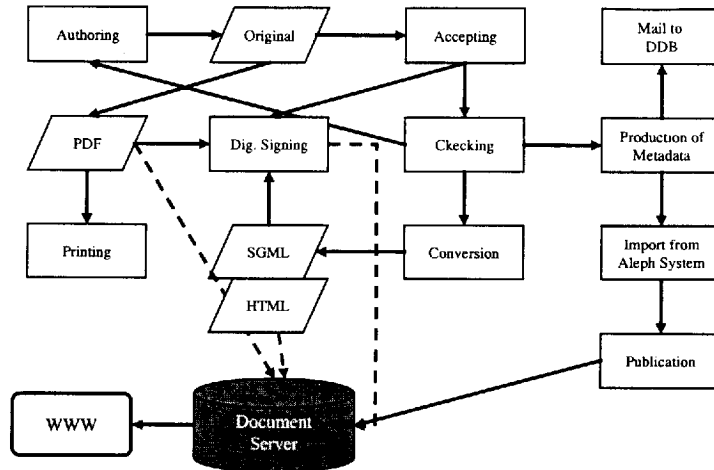 Authoring
Original
Accepting
Mail to
DDB
PDF
Dig. Signing
Ckecking
Production of
Metadata
Printing
SGML
Conversion
Import from
Aleph System
HTML
Publication
WWW
Document
Server